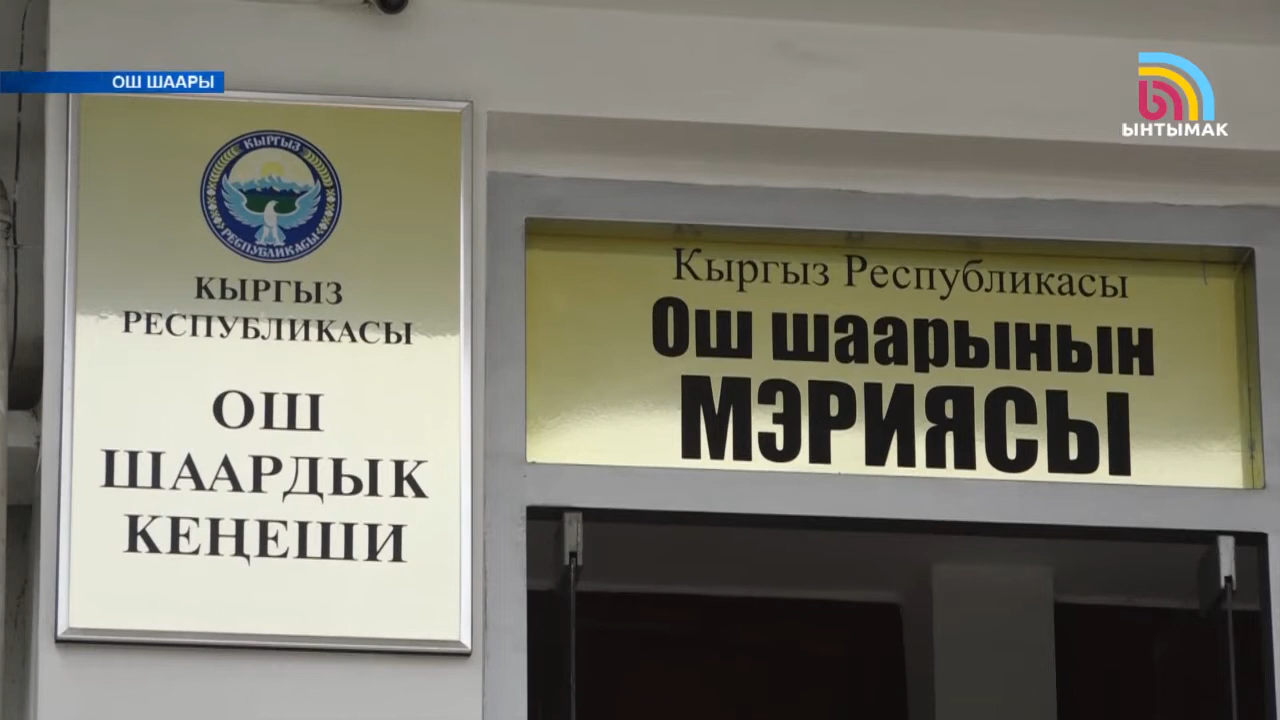 ОШ ШААРЫ
ЫНТЫМАК
КЫРГЫЗ
РЕСПУБЛИКАСЫ
КЫРГЫЗ
РЕСПУБЛИКАСЫ
ОШ
ШААРДЫК
КЕҢЕШИ
Кыргыз Республикасы
Ош шаарынын
МЭРИЯСЫ